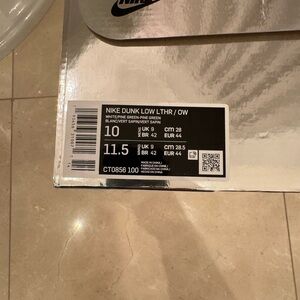 NIKE
NIKE DUNK LOW LTHR / OW
WHITE/PINE GREEN-PINE GREEN
BLANC/VERT SAPIN/VERT SAPIN
10 UK 9 CM 28
BR 42 EUR 44
11.5 UK 9 CM 28.5
BR 42 EUR 44
CT0856 100
MADE IN CHINA